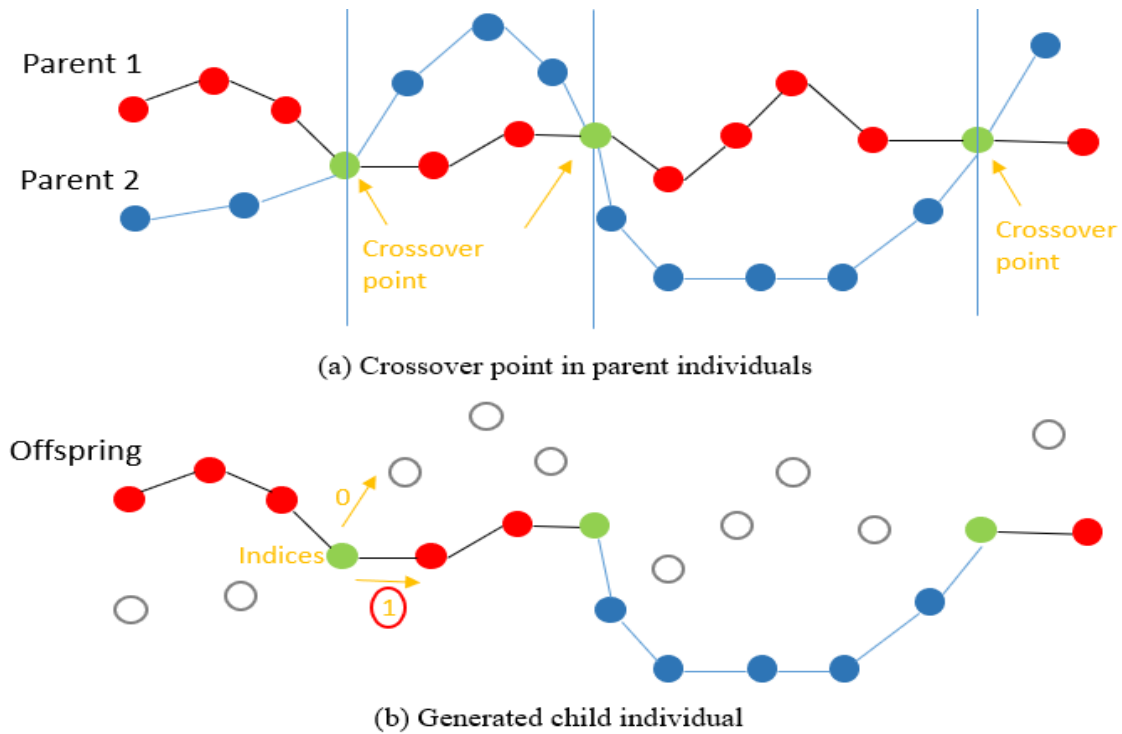 Parent 1
Parent 2
Crossover
point
Crossover
point
(a) Crossover point in parent individuals
Offspring
0
Indices
1
(b) Generated child individual